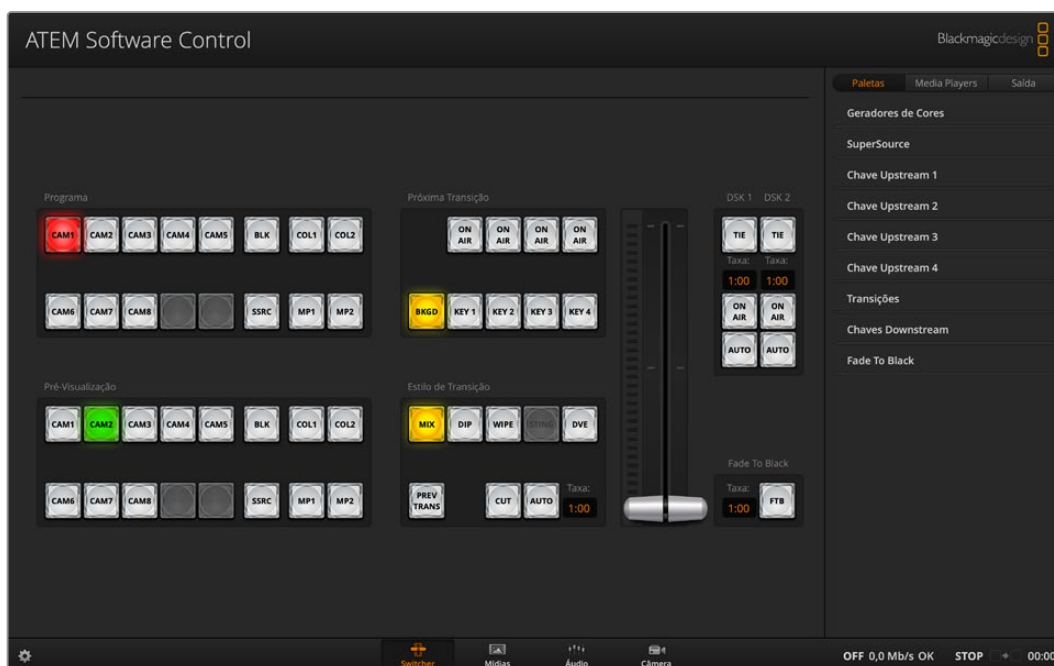 ATEM Software Control
Blackmagicdesign
Paletas Media Players Saída
Geradores de Cores
SuperSource
Chave Upstream 1
Chave Upstream 2
Chave Upstream 3
Chave Upstream 4
Transições
Chaves Downstream
Fade To Black
Programa
CAM1 CAM2 CAM3 CAM4 CAM5 BLK COL1 COL2
CAM6 CAM7 CAM8 SSRC MP1 MP2
Próxima Transição
ON AIR ON AIR ON AIR ON AIR
BKGD KEY 1 KEY 2 KEY 3 KEY 4
DSK 1 DSK 2
TIE TIE
Taxa: Taxa:
1:00 1:00
ON AIR ON AIR
AUTO AUTO
Pré-Visualização
CAM1 CAM2 CAM3 CAM4 CAM5 BLK COL1 COL2
CAM6 CAM7 CAM8 SSRC MP1 MP2
Estilo de Transição
MIX DIP WIPE STING DVE
PREV TRANS CUT AUTO Taxa:
1:00
Fade To Black
Taxa:
1:00 FTB
Switcher Mídias Áudio Câmera
OFF 0,0 Mb/s OK STOP 00:00